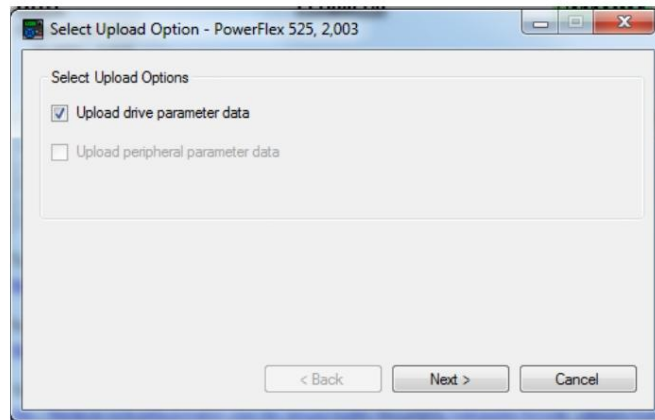 Select Upload Option - PowerFlex 525, 2,003
Select Upload Options
Upload drive parameter data
Upload peripheral parameter data
< Back
Next >
Cancel